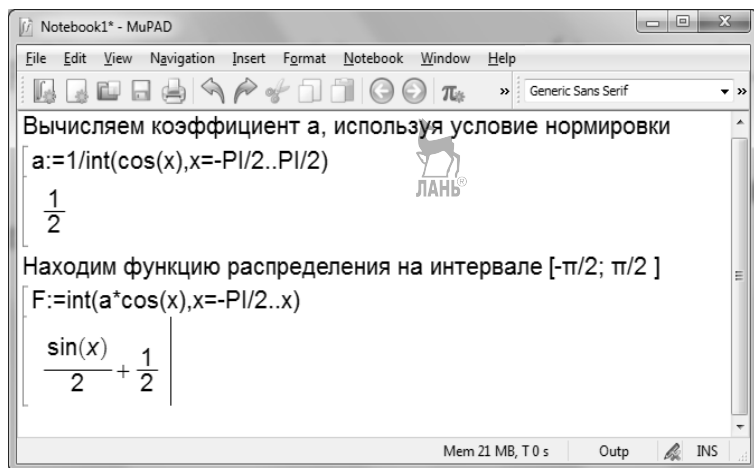 Notebook1* - MuPAD
File Edit View Navigation Insert Format Notebook Window Help
π » Generic Sans Serif »
Вычисляем коэффициент a, используя условие нормировки
a:=1/int(cos(x),x=-PI/2..PI/2)
1
2
ЛАНЬ®
Находим функцию распределения на интервале [-π/2; π/2 ]
F:=int(a*cos(x),x=-PI/2..x)
sin(x)
2
+
1
2
Mem 21 MB, T 0 s Outp INS